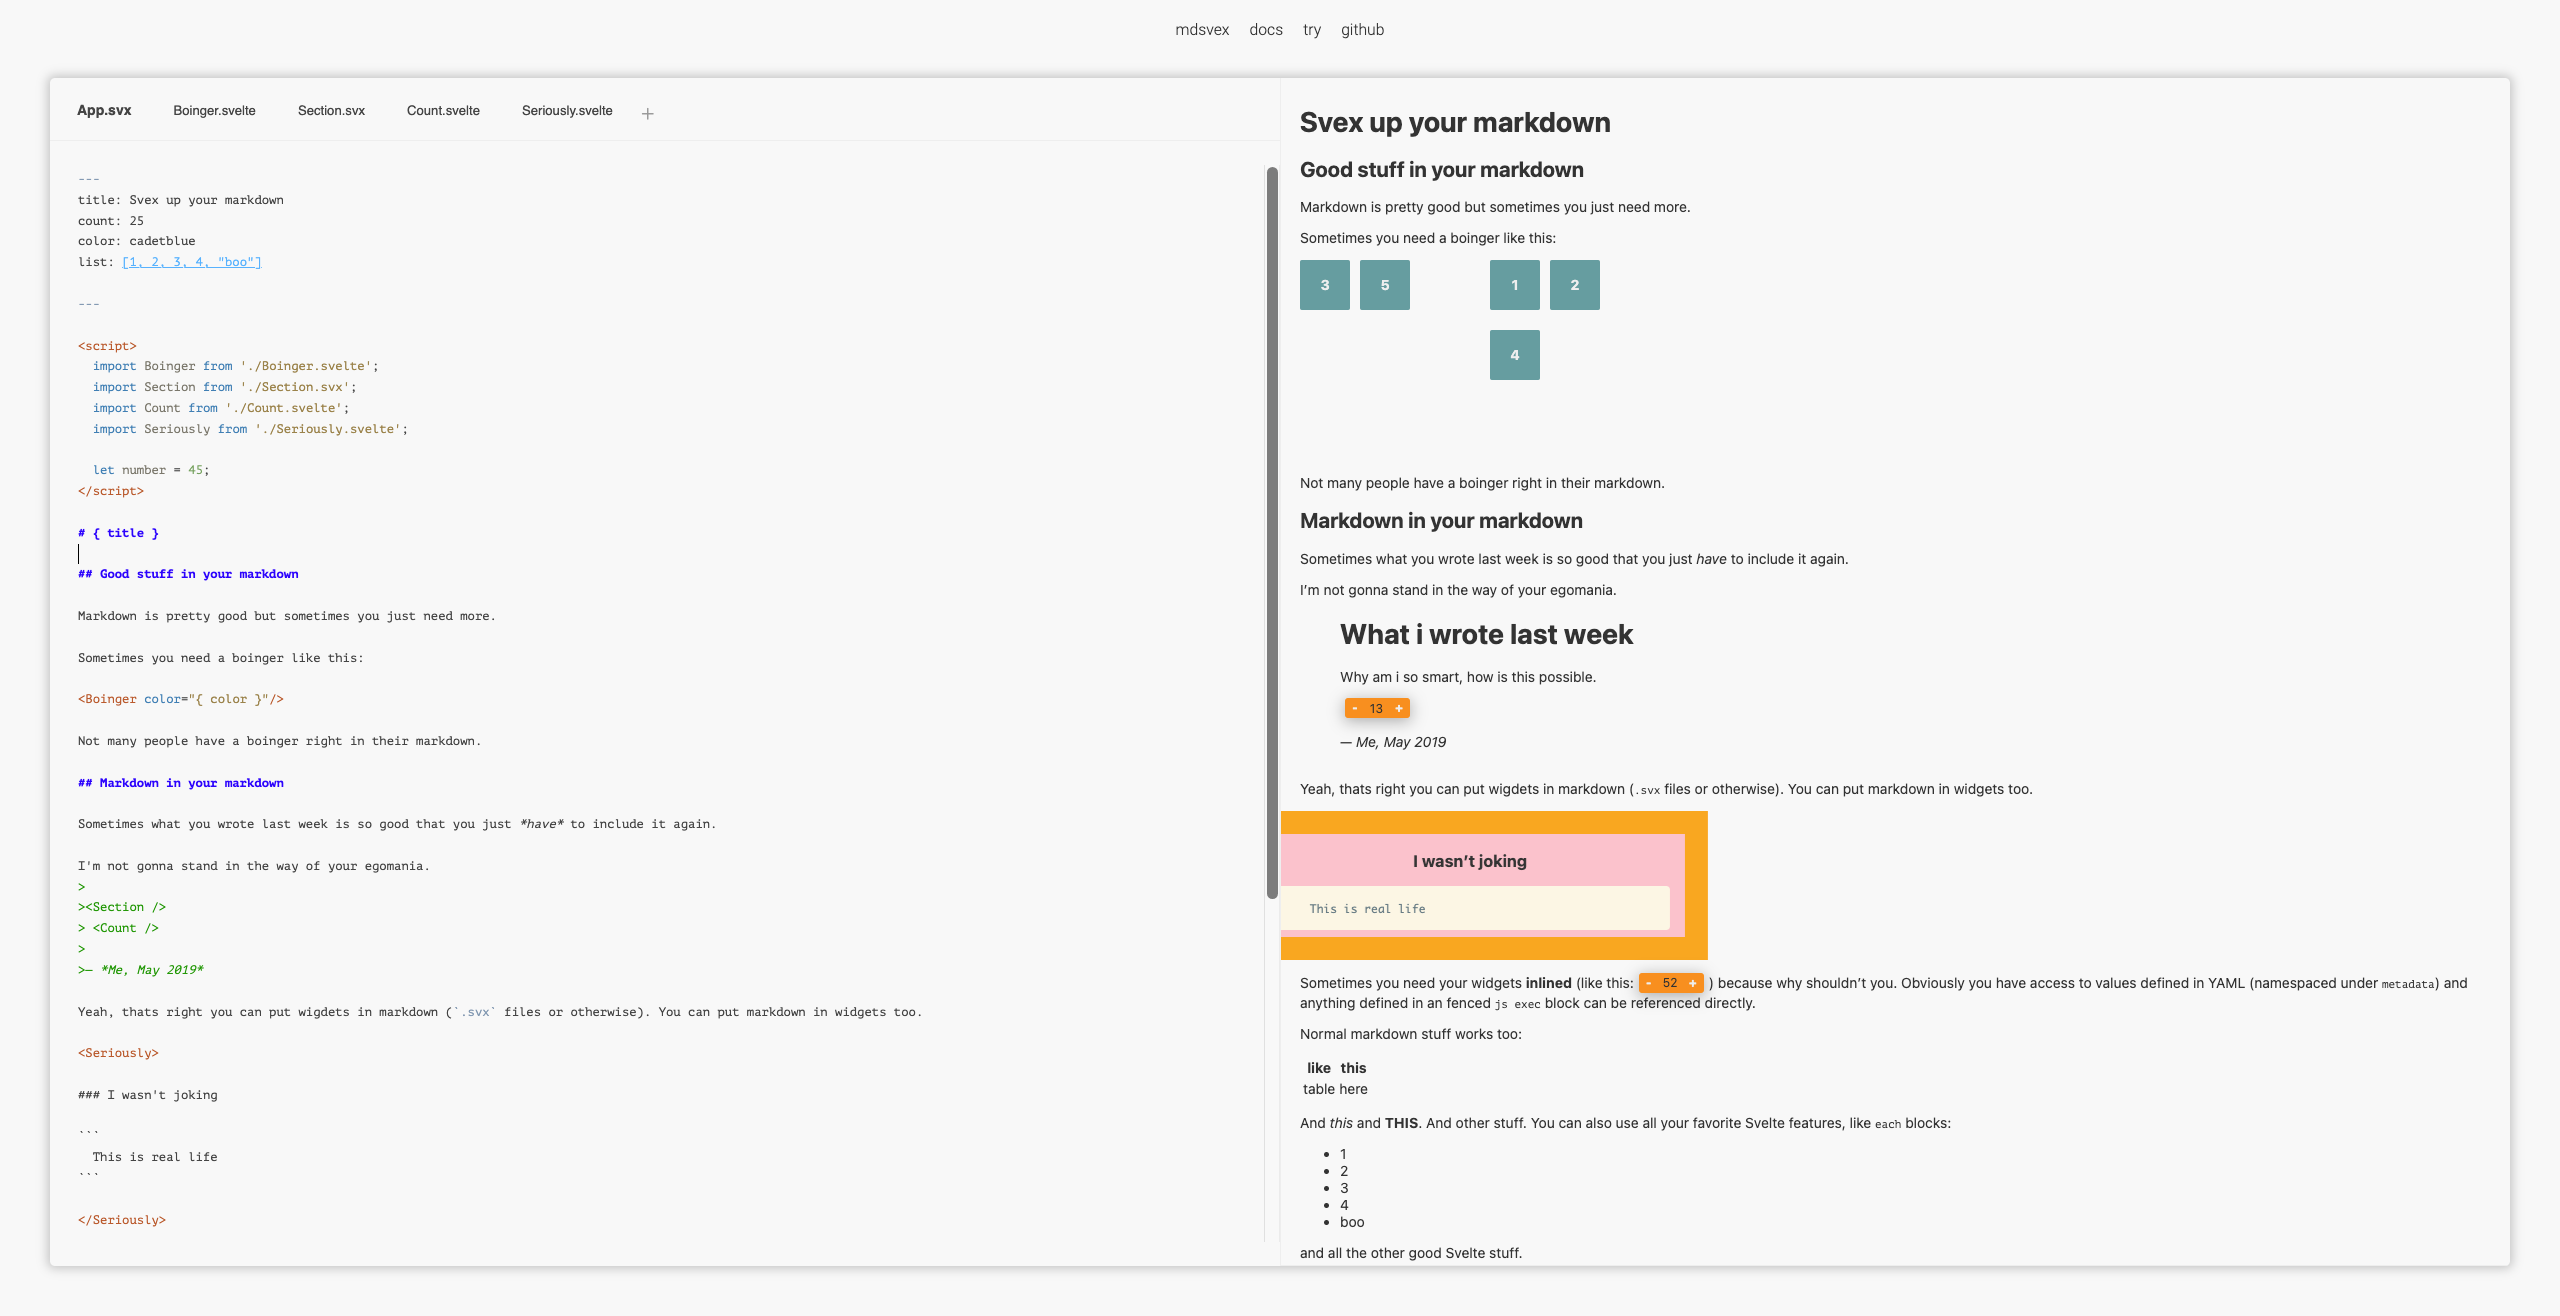 mdsvex docs try github
App.svx Boinger.svelte Section.svx Count.svelte Seriously.svelte +
---
title: Svex up your markdown
count: 25
color: cadetblue
list: [1, 2, 3, 4, "boo"]
---
<script>
import Boinger from './Boinger.svelte';
import Section from './Section.svx';
import Count from './Count.svelte';
import Seriously from './Seriously.svelte';
let number = 45;
</script>
# { title }
## Good stuff in your markdown
Markdown is pretty good but sometimes you just need more.
Sometimes you need a boinger like this:
<Boinger color="{ color }"/>
Not many people have a boinger right in their markdown.
## Markdown in your markdown
Sometimes what you wrote last week is so good that you just *have* to include it again.
I'm not gonna stand in the way of your egomania.
>
><Section />
> <Count />
>
>— *Me, May 2019*
Yeah, thats right you can put wigdets in markdown (`.svx` files or otherwise). You can put markdown in widgets too.
<Seriously>
### I wasn't joking
```
This is real life
```
</Seriously>
Svex up your markdown
Good stuff in your markdown
Markdown is pretty good but sometimes you just need more.
Sometimes you need a boinger like this:
3 5 1 2
4
Not many people have a boinger right in their markdown.
Markdown in your markdown
Sometimes what you wrote last week is so good that you just have to include it again.
I’m not gonna stand in the way of your egomania.
What i wrote last week
Why am i so smart, how is this possible.
- 13 +
— Me, May 2019
Yeah, thats right you can put wigdets in markdown (.svx files or otherwise). You can put markdown in widgets too.
I wasn’t joking
This is real life
Sometimes you need your widgets inlined (like this: - 52 + ) because why shouldn’t you. Obviously you have access to values defined in YAML (namespaced under metadata) and
anything defined in an fenced js exec block can be referenced directly.
Normal markdown stuff works too:
like this
table here
And this and THIS. And other stuff. You can also use all your favorite Svelte features, like each blocks:
• 1
• 2
• 3
• 4
• boo
and all the other good Svelte stuff.